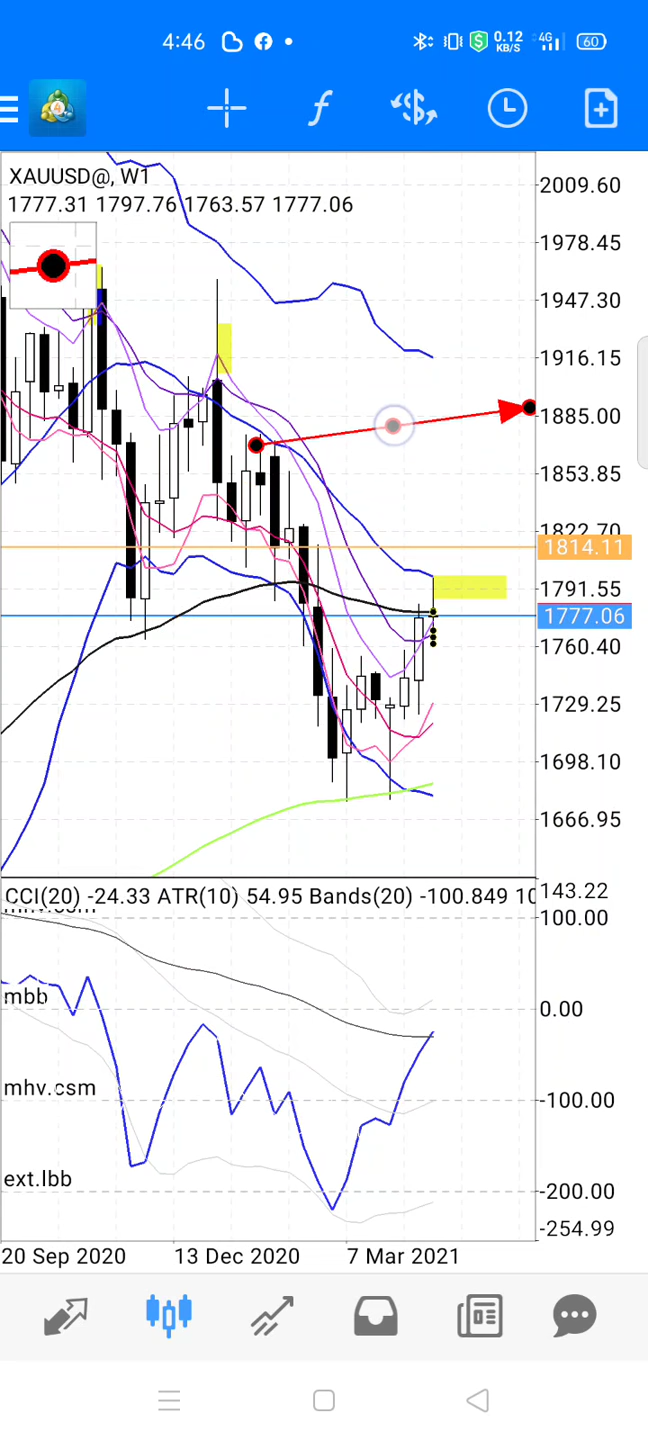 4:46
0.12 KB/S 4G 60
4
XAUUSD@, W1
1777.31 1797.76 1763.57 1777.06
2009.60
1978.45
1947.30
1916.15
1885.00
1853.85
1822.70
1814.11
1791.55
1777.06
1760.40
1729.25
1698.10
1666.95
CCI(20) -24.33 ATR(10) 54.95 Bands(20) -100.849 10
143.22
mhv.csm
100.00
mbb
0.00
mhv.csm
-100.00
ext.lbb
-200.00
-254.99
20 Sep 2020 13 Dec 2020 7 Mar 2021